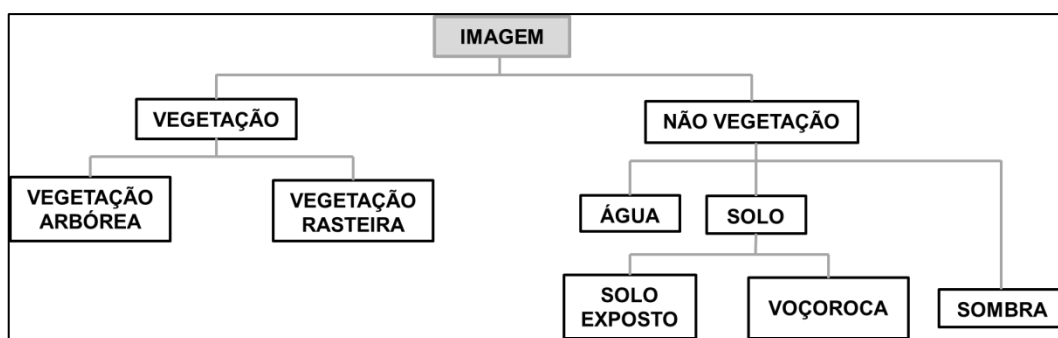 IMAGEM
VEGETAÇÃO
NÃO VEGETAÇÃO
VEGETAÇÃO
ARBÓREA
VEGETAÇÃO
RASTEIRA
ÁGUA
SOLO
SOLO
EXPOSTO
VOÇOROCA
SOMBRA